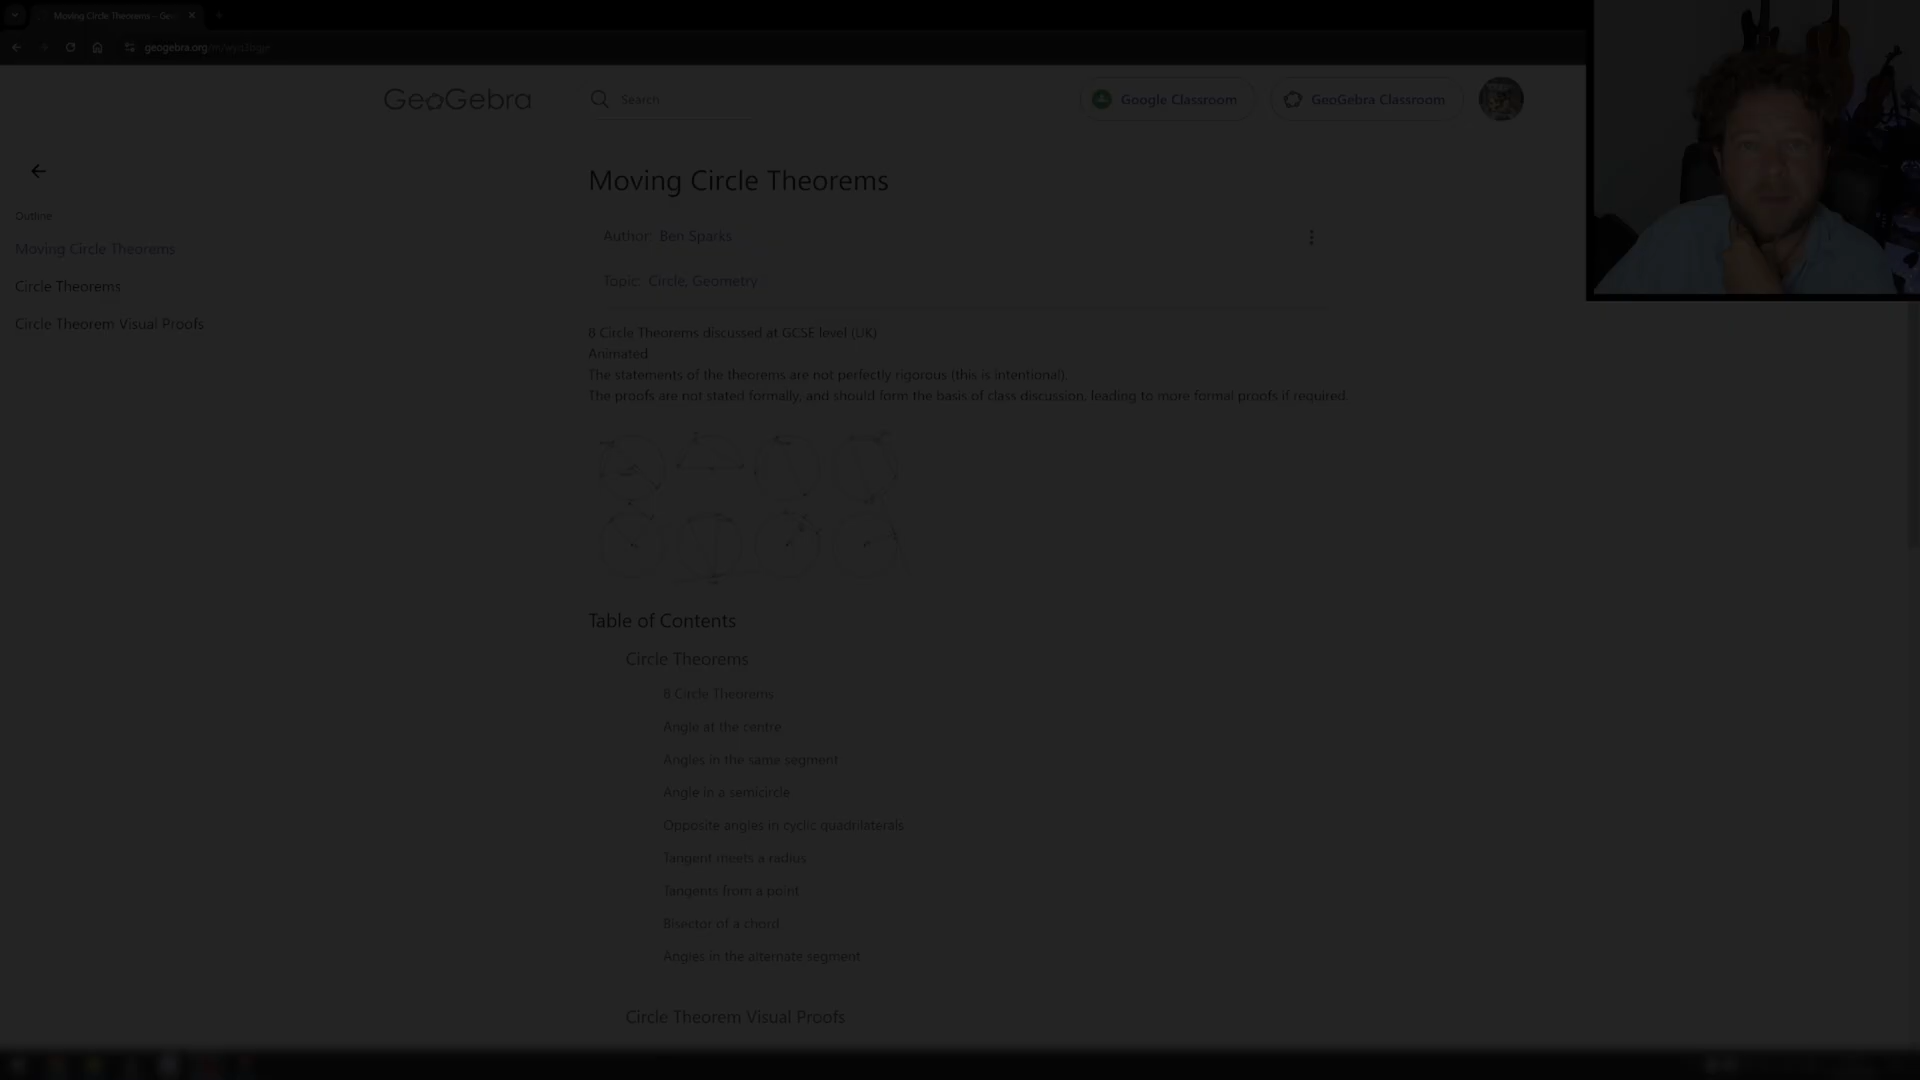 Moving Circle Theorems - Ge
geogebra.org
GeoGebra
Search
Google Classroom
GeoGebra Classroom
Outline
Moving Circle Theorems
Circle Theorems
Circle Theorem Visual Proofs
Moving Circle Theorems
Author: Ben Sparks
Topic: Circle, Geometry
8 Circle Theorems discussed at GCSE level (UK)
Animated
The statements of the theorems are not perfectly rigorous (this is intentional).
The proofs are not stated formally, and should form the basis of class discussion, leading to more formal proofs if required.
Table of Contents
Circle Theorems
8 Circle Theorems
Angle at the centre
Angles in the same segment
Angle in a semicircle
Opposite angles in cyclic quadrilaterals
Tangent meets a radius
Tangents from a point
Bisector of a chord
Angles in the alternate segment
Circle Theorem Visual Proofs